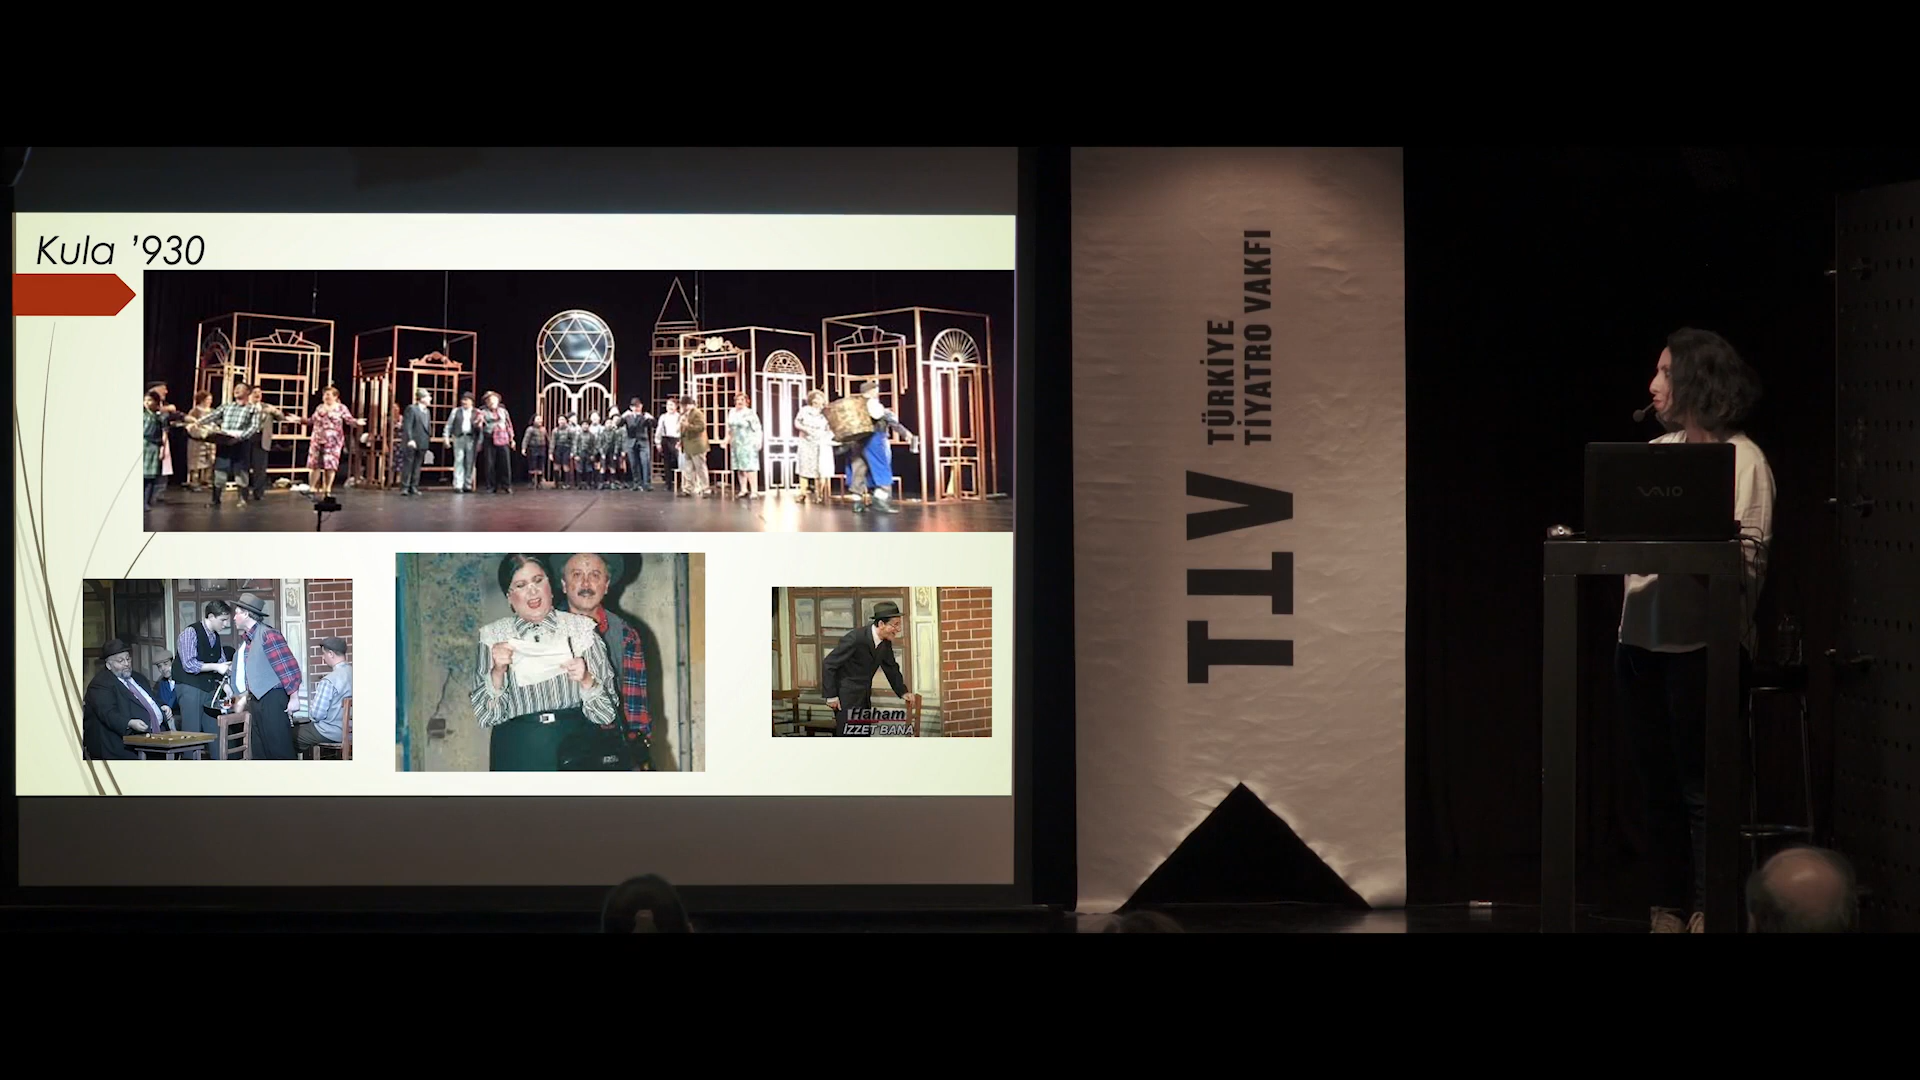 Kula ’930
Haham
İZZET BANA
TÜRKİYE
TİYATRO VAKFI
TTV
VAIO